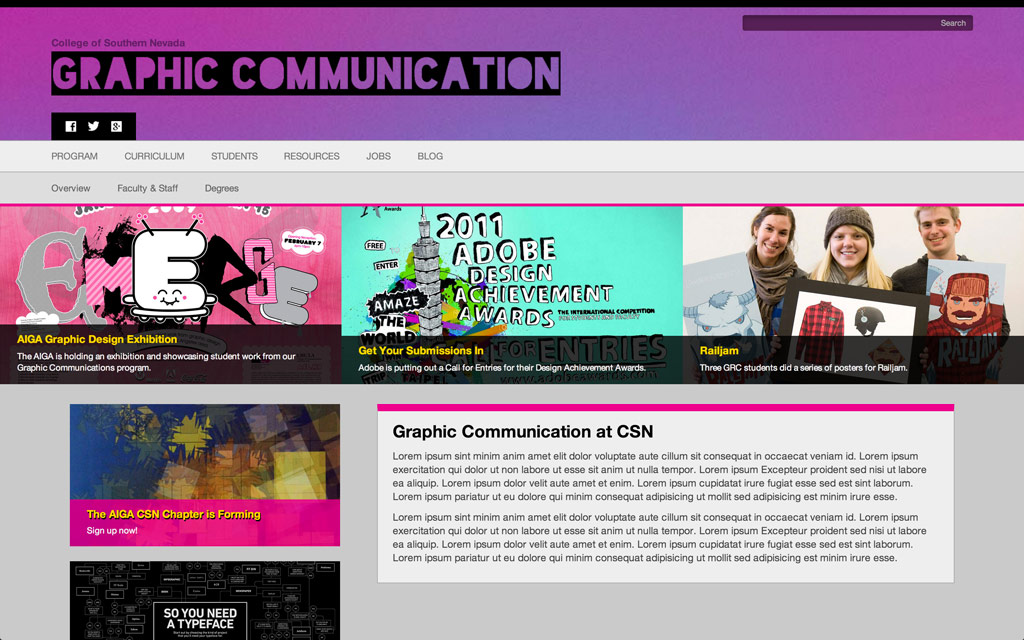 Search
College of Southern Nevada
GRAPHIC COMMUNICATION
PROGRAM CURRICULUM STUDENTS RESOURCES JOBS BLOG
Overview Faculty & Staff Degrees
EMERGE
FEBRUARY 7
E
AIGA Graphic Design Exhibition
The AIGA is holding an exhibition and showcasing student work from our
Graphic Communications program.
Awards
2011
ADOBE
DESIGN
ACHIEVEMENT
AWARDS
FREE
ENTER
AMAZE
THE
WORLD
THE INTERNATIONAL COMPETITION
FOR ENTRIES
Get Your Submissions In
Adobe is putting out a Call for Entries for their Design Achievement Awards.
RAILJAM
Railjam
Three GRC students did a series of posters for Railjam.
The AIGA CSN Chapter is Forming
Sign up now!
SO YOU NEED
A TYPEFACE
Graphic Communication at CSN
Lorem ipsum sint minim anim amet elit dolor voluptate aute cillum sit consequat in occaecat veniam id. Lorem ipsum
exercitation qui dolor ut non labore ut esse sit anim ut nulla tempor. Lorem ipsum Excepteur proident sed nisi ut labore
ea aliquip. Lorem ipsum dolor velit aute amet et enim. Lorem ipsum cupidatat irure fugiat esse sed est sint laborum.
Lorem ipsum pariatur ut eu dolore qui minim consequat adipisicing ut mollit sed adipisicing est minim irure esse.
Lorem ipsum sint minim anim amet elit dolor voluptate aute cillum sit consequat in occaecat veniam id. Lorem ipsum
exercitation qui dolor ut non labore ut esse sit anim ut nulla tempor. Lorem ipsum Excepteur proident sed nisi ut labore
ea aliquip. Lorem ipsum dolor velit aute amet et enim. Lorem ipsum cupidatat irure fugiat esse sed est sint laborum.
Lorem ipsum pariatur ut eu dolore qui minim consequat adipisicing ut mollit sed adipisicing est minim irure esse.